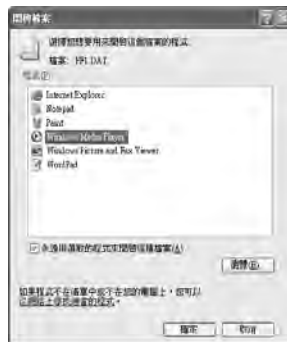 開啟檔案
選擇您想要用來開啟這個檔案的程式
檔案: FP1.DAT
程式(P)
Internet Explorer
Notepad
Paint
Windows Media Player
Windows Picture and Fax Viewer
WordPad
永遠用選取的程式來開啟這種檔案(A)
瀏覽(B)...
如果程式不在清單中或不在您的電腦上，您可以
在網路上尋找適當的程式。
確定
取消